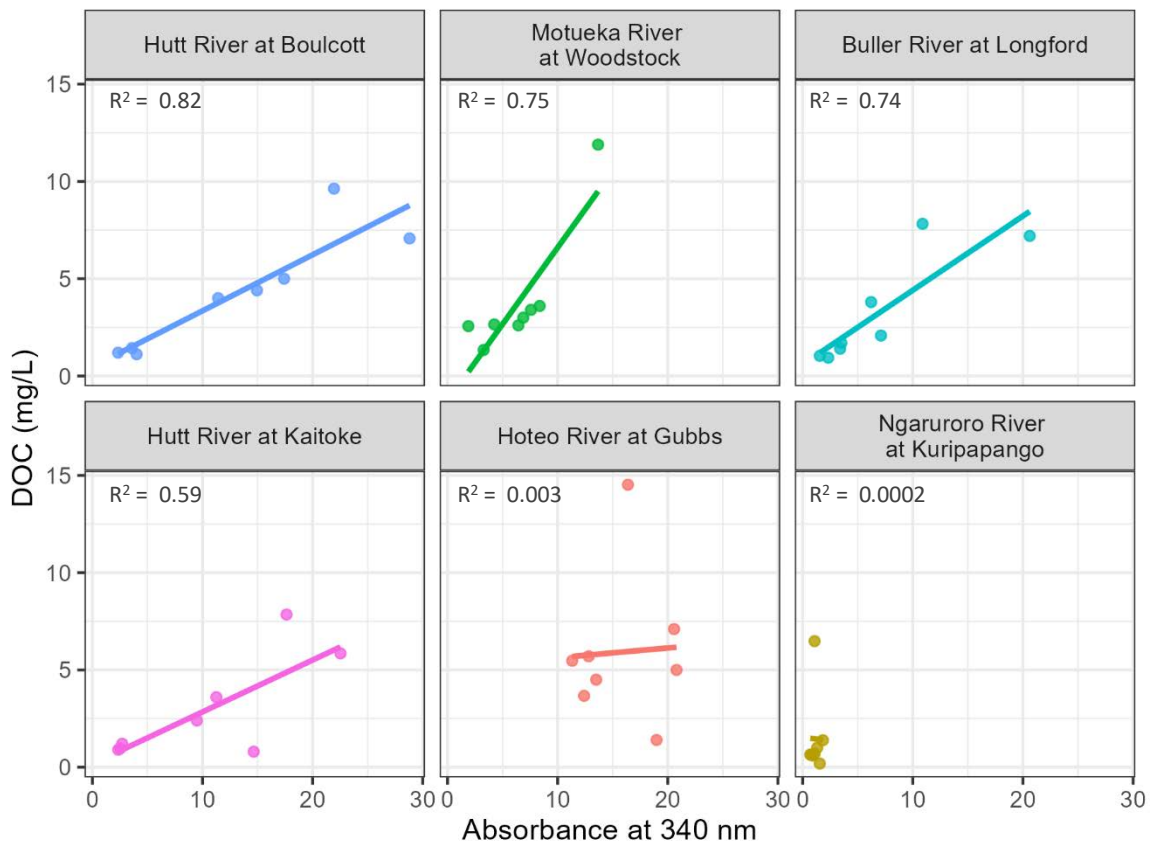 Hutt River at Boulcott
Motueka River
at Woodstock
Buller River at Longford
R² = 0.82
R² = 0.75
R² = 0.74
15
10
5
0
Hutt River at Kaitoke
Hoteo River at Gubbs
Ngaruroro River
at Kuripapango
R² = 0.59
R² = 0.003
R² = 0.0002
15
10
5
0
DOC (mg/L)
0 10 20 30 0 10 20 30 0 10 20 30
Absorbance at 340 nm